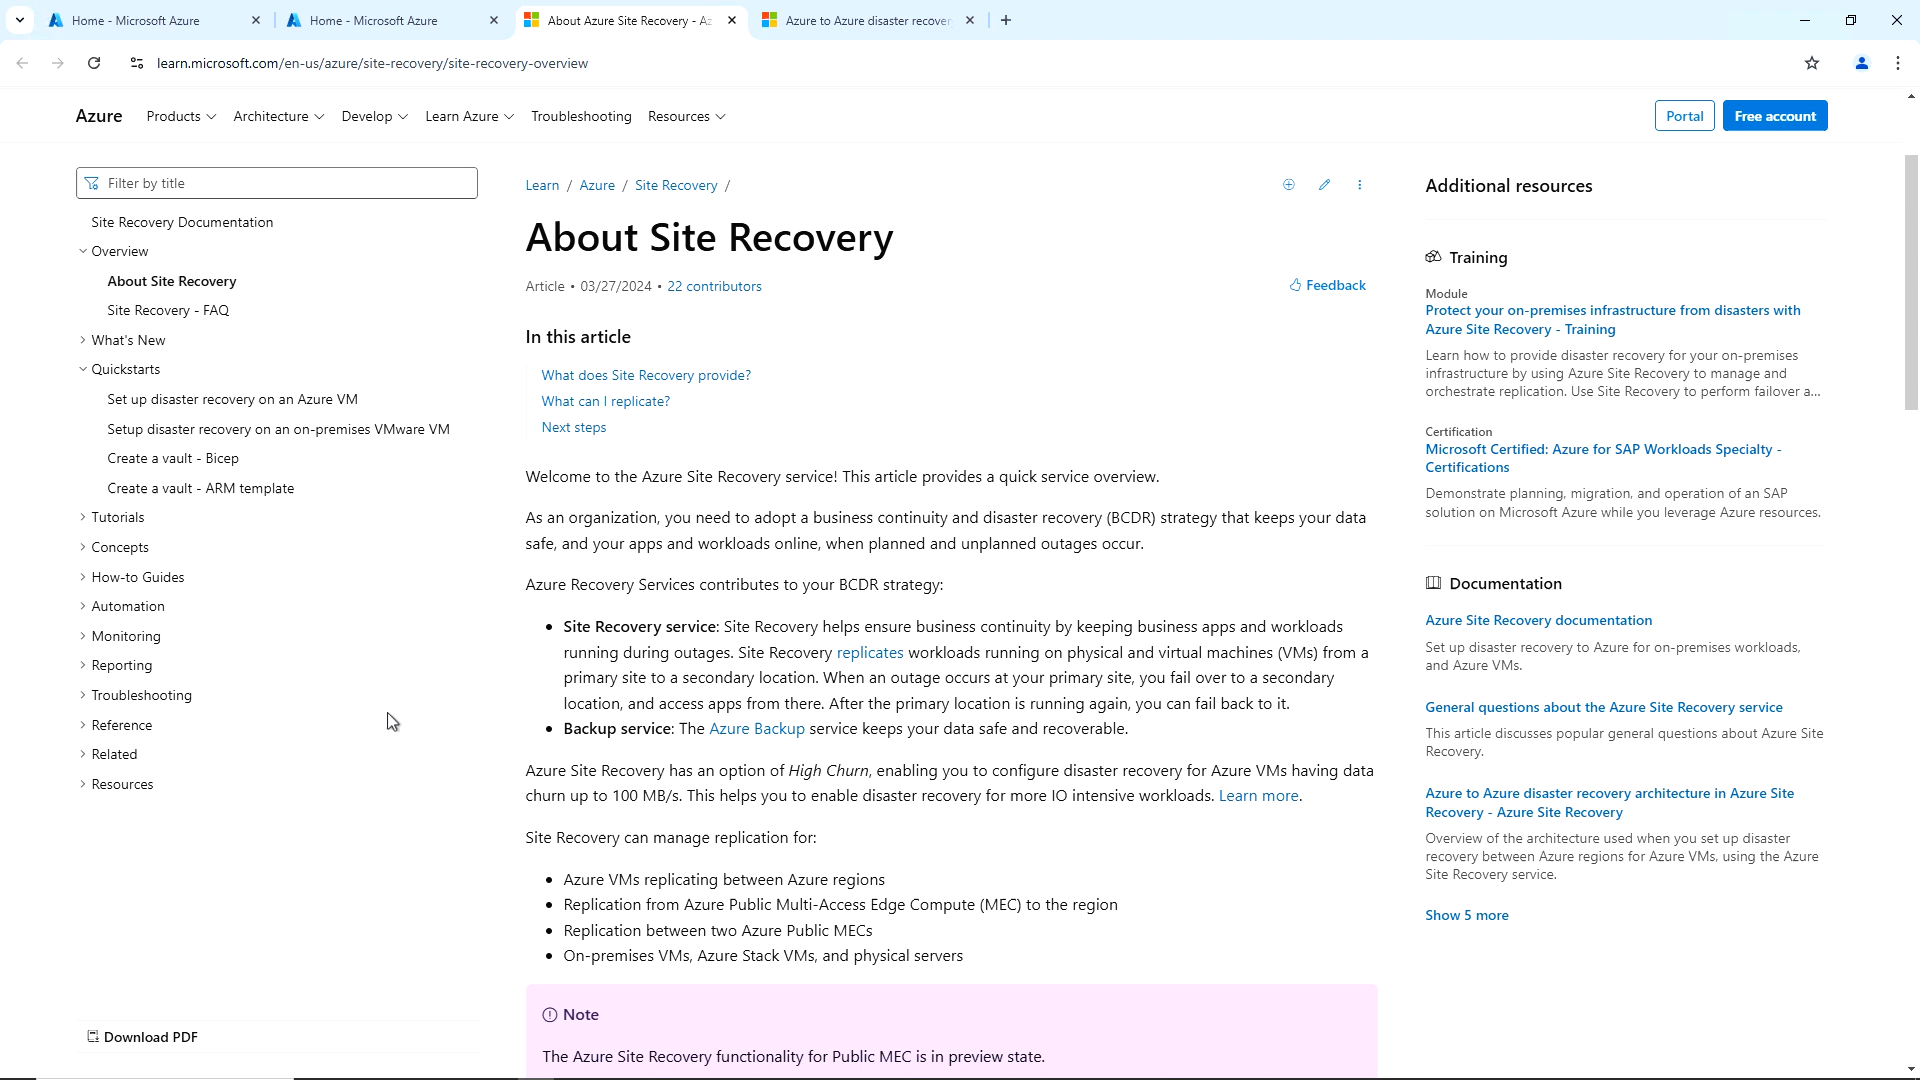 Home - Microsoft Azure
Home - Microsoft Azure
About Azure Site Recovery - Az
Azure to Azure disaster recover
learn.microsoft.com/en-us/azure/site-recovery/site-recovery-overview
Azure
Products
Architecture
Develop
Learn Azure
Troubleshooting
Resources
Portal
Free account
Filter by title
Site Recovery Documentation
Overview
About Site Recovery
Site Recovery - FAQ
What's New
Quickstarts
Set up disaster recovery on an Azure VM
Setup disaster recovery on an on-premises VMware VM
Create a vault - Bicep
Create a vault - ARM template
Tutorials
Concepts
How-to Guides
Automation
Monitoring
Reporting
Troubleshooting
Reference
Related
Resources
Download PDF
Learn / Azure / Site Recovery /
About Site Recovery
Article • 03/27/2024 • 22 contributors
Feedback
In this article
What does Site Recovery provide?
What can I replicate?
Next steps
Welcome to the Azure Site Recovery service! This article provides a quick service overview.
As an organization, you need to adopt a business continuity and disaster recovery (BCDR) strategy that keeps your data
safe, and your apps and workloads online, when planned and unplanned outages occur.
Azure Recovery Services contributes to your BCDR strategy:
• Site Recovery service: Site Recovery helps ensure business continuity by keeping business apps and workloads
running during outages. Site Recovery replicates workloads running on physical and virtual machines (VMs) from a
primary site to a secondary location. When an outage occurs at your primary site, you fail over to a secondary
location, and access apps from there. After the primary location is running again, you can fail back to it.
• Backup service: The Azure Backup service keeps your data safe and recoverable.
Azure Site Recovery has an option of High Churn, enabling you to configure disaster recovery for Azure VMs having data
churn up to 100 MB/s. This helps you to enable disaster recovery for more IO intensive workloads. Learn more.
Site Recovery can manage replication for:
• Azure VMs replicating between Azure regions
• Replication from Azure Public Multi-Access Edge Compute (MEC) to the region
• Replication between two Azure Public MECs
• On-premises VMs, Azure Stack VMs, and physical servers
Note
The Azure Site Recovery functionality for Public MEC is in preview state.
Additional resources
Training
Module
Protect your on-premises infrastructure from disasters with
Azure Site Recovery - Training
Learn how to provide disaster recovery for your on-premises
infrastructure by using Azure Site Recovery to manage and
orchestrate replication. Use Site Recovery to perform failover a...
Certification
Microsoft Certified: Azure for SAP Workloads Specialty -
Certifications
Demonstrate planning, migration, and operation of an SAP
solution on Microsoft Azure while you leverage Azure resources.
Documentation
Azure Site Recovery documentation
Set up disaster recovery to Azure for on-premises workloads,
and Azure VMs.
General questions about the Azure Site Recovery service
This article discusses popular general questions about Azure Site
Recovery.
Azure to Azure disaster recovery architecture in Azure Site
Recovery - Azure Site Recovery
Overview of the architecture used when you set up disaster
recovery between Azure regions for Azure VMs, using the Azure
Site Recovery service.
Show 5 more